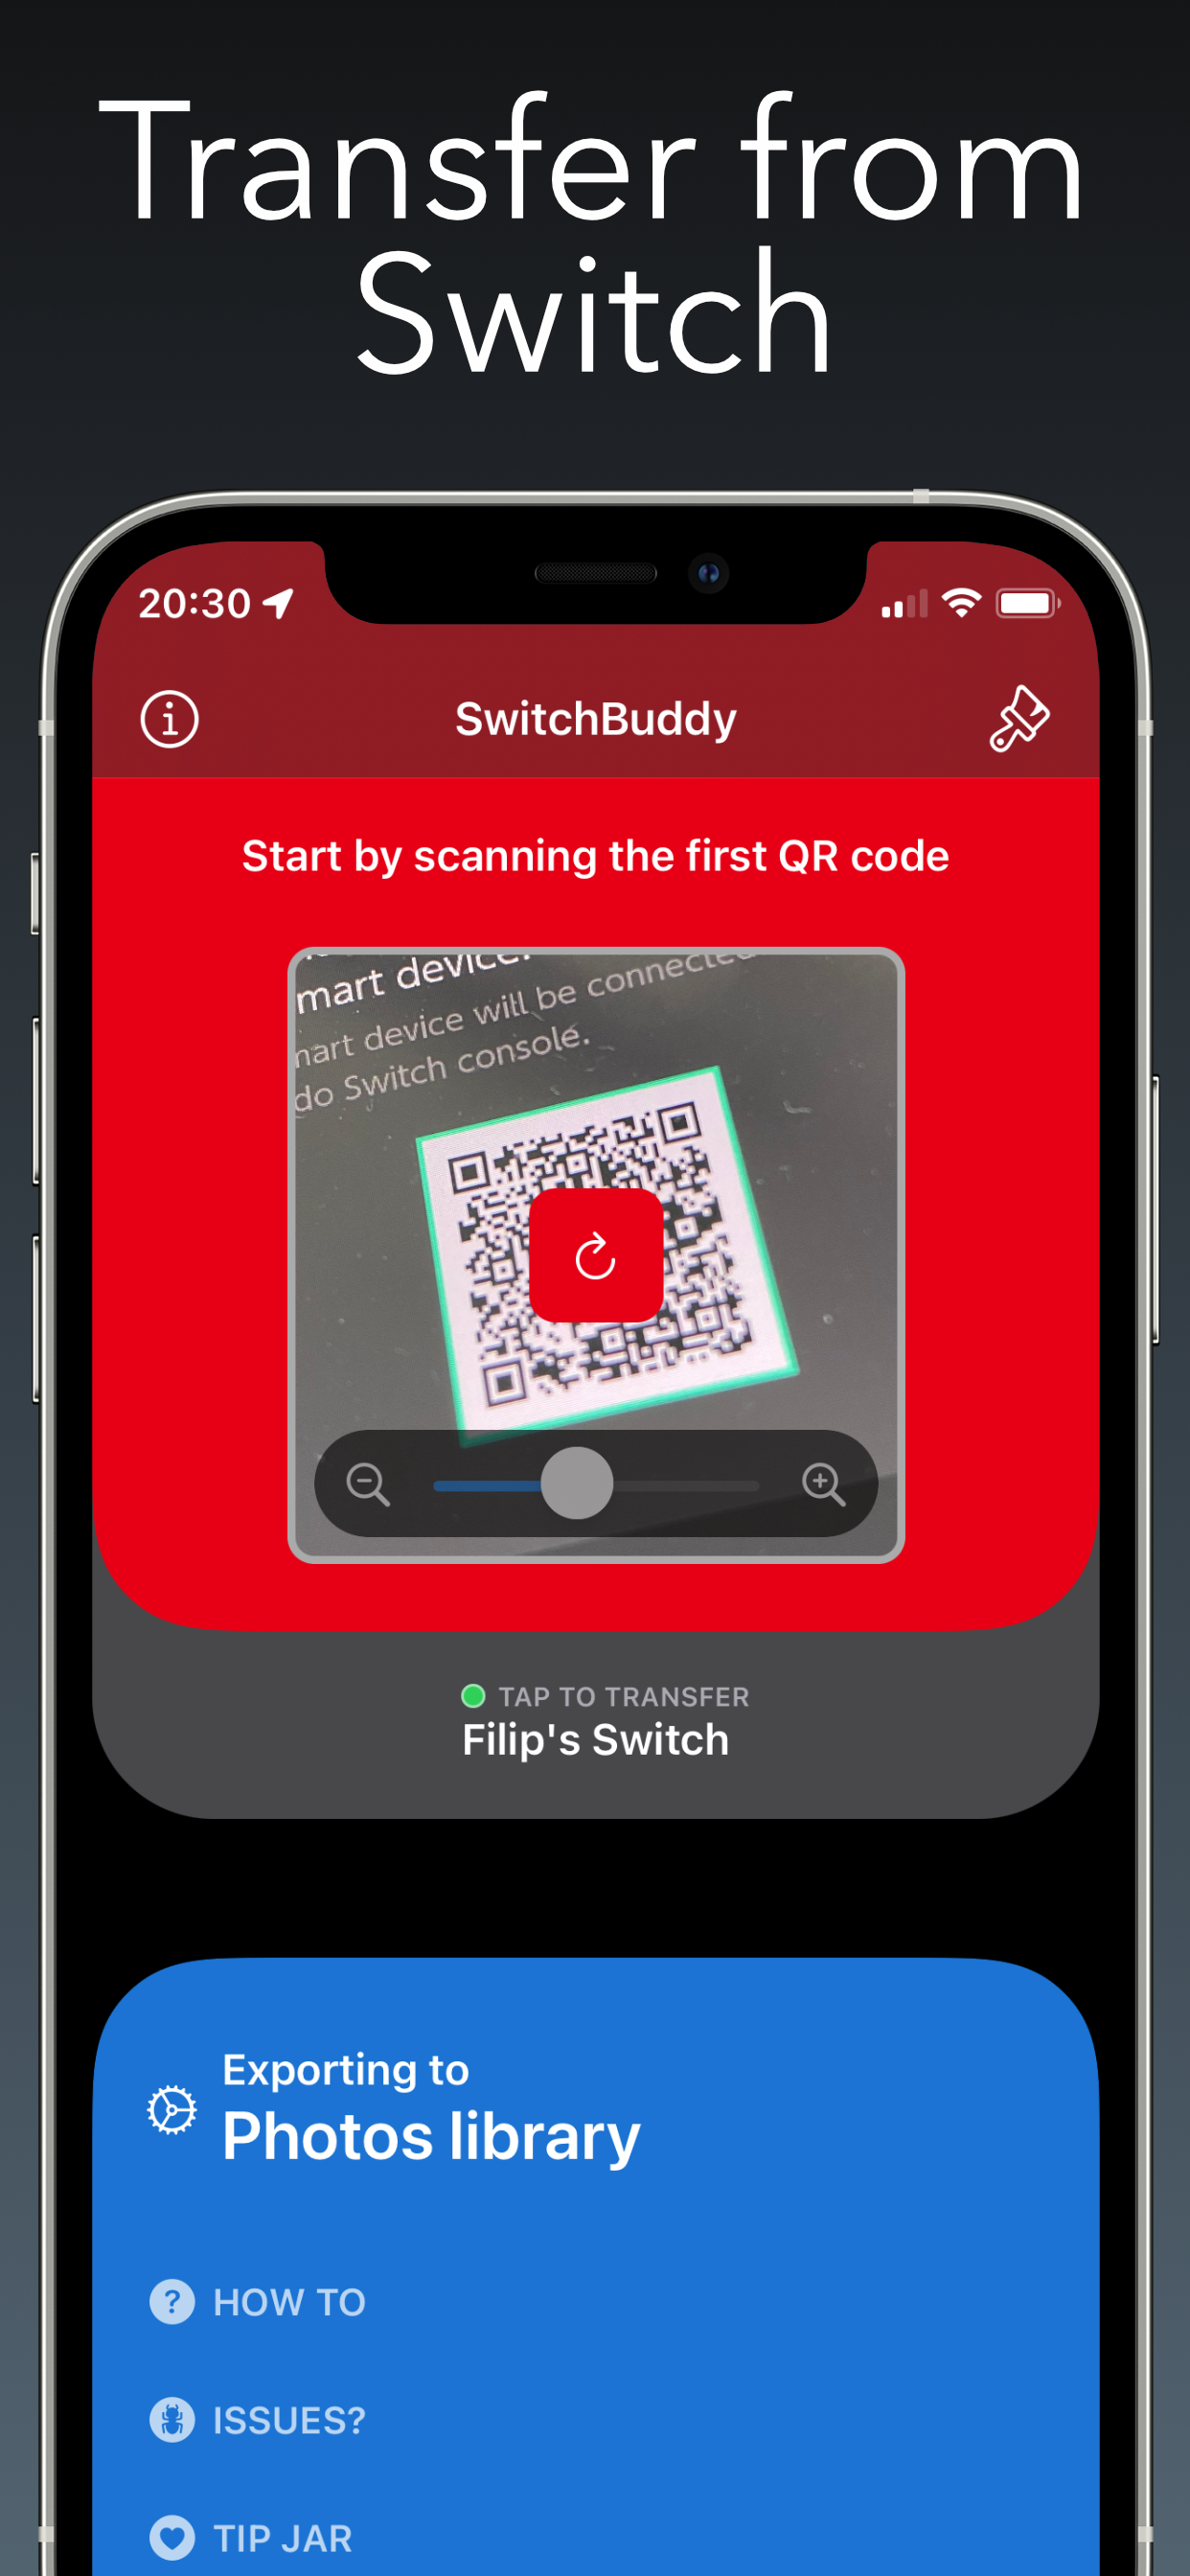 Transfer from
Switch
20:30
SwitchBuddy
Start by scanning the first QR code
mart device.
mart device will be connected
do Switch console.
TAP TO TRANSFER
Filip's Switch
Exporting to
Photos library
? HOW TO
ISSUES?
TIP JAR